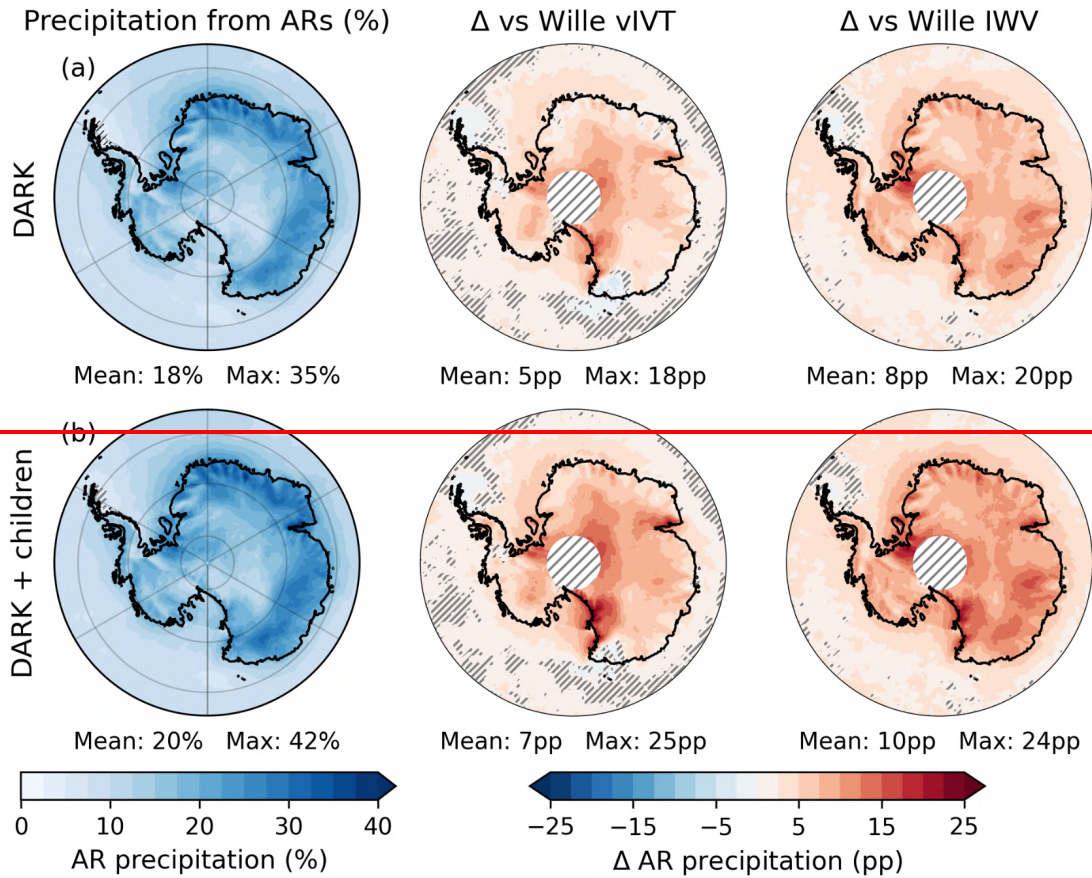 Precipitation from ARs (%)
Δ vs Wille vIVT
Δ vs Wille IWV
(a)
DARK
Mean: 18% Max: 35%
Mean: 5pp Max: 18pp
Mean: 8pp Max: 20pp
(b)
DARK + children
Mean: 20% Max: 42%
Mean: 7pp Max: 25pp
Mean: 10pp Max: 24pp
0 10 20 30 40
AR precipitation (%)
−25 −15 −5 5 15 25
Δ AR precipitation (pp)